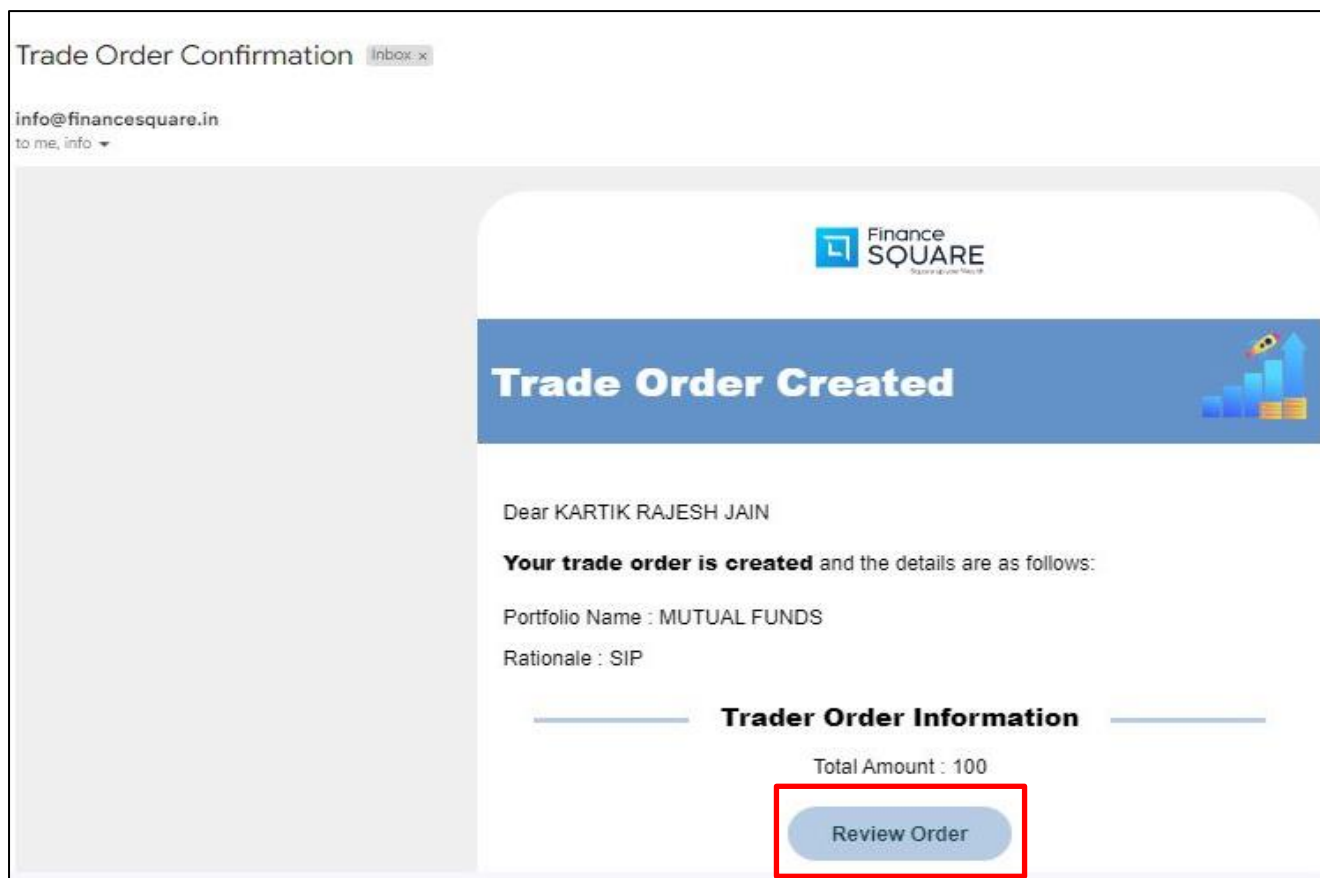 Trade Order Confirmation Inbox x
info@financesquare.in
to me, info
Finance
SQUARE
Trade Order Created
Dear KARTIK RAJESH JAIN
Your trade order is created and the details are as follows:
Portfolio Name : MUTUAL FUNDS
Rationale : SIP
Trader Order Information
Total Amount : 100
Review Order